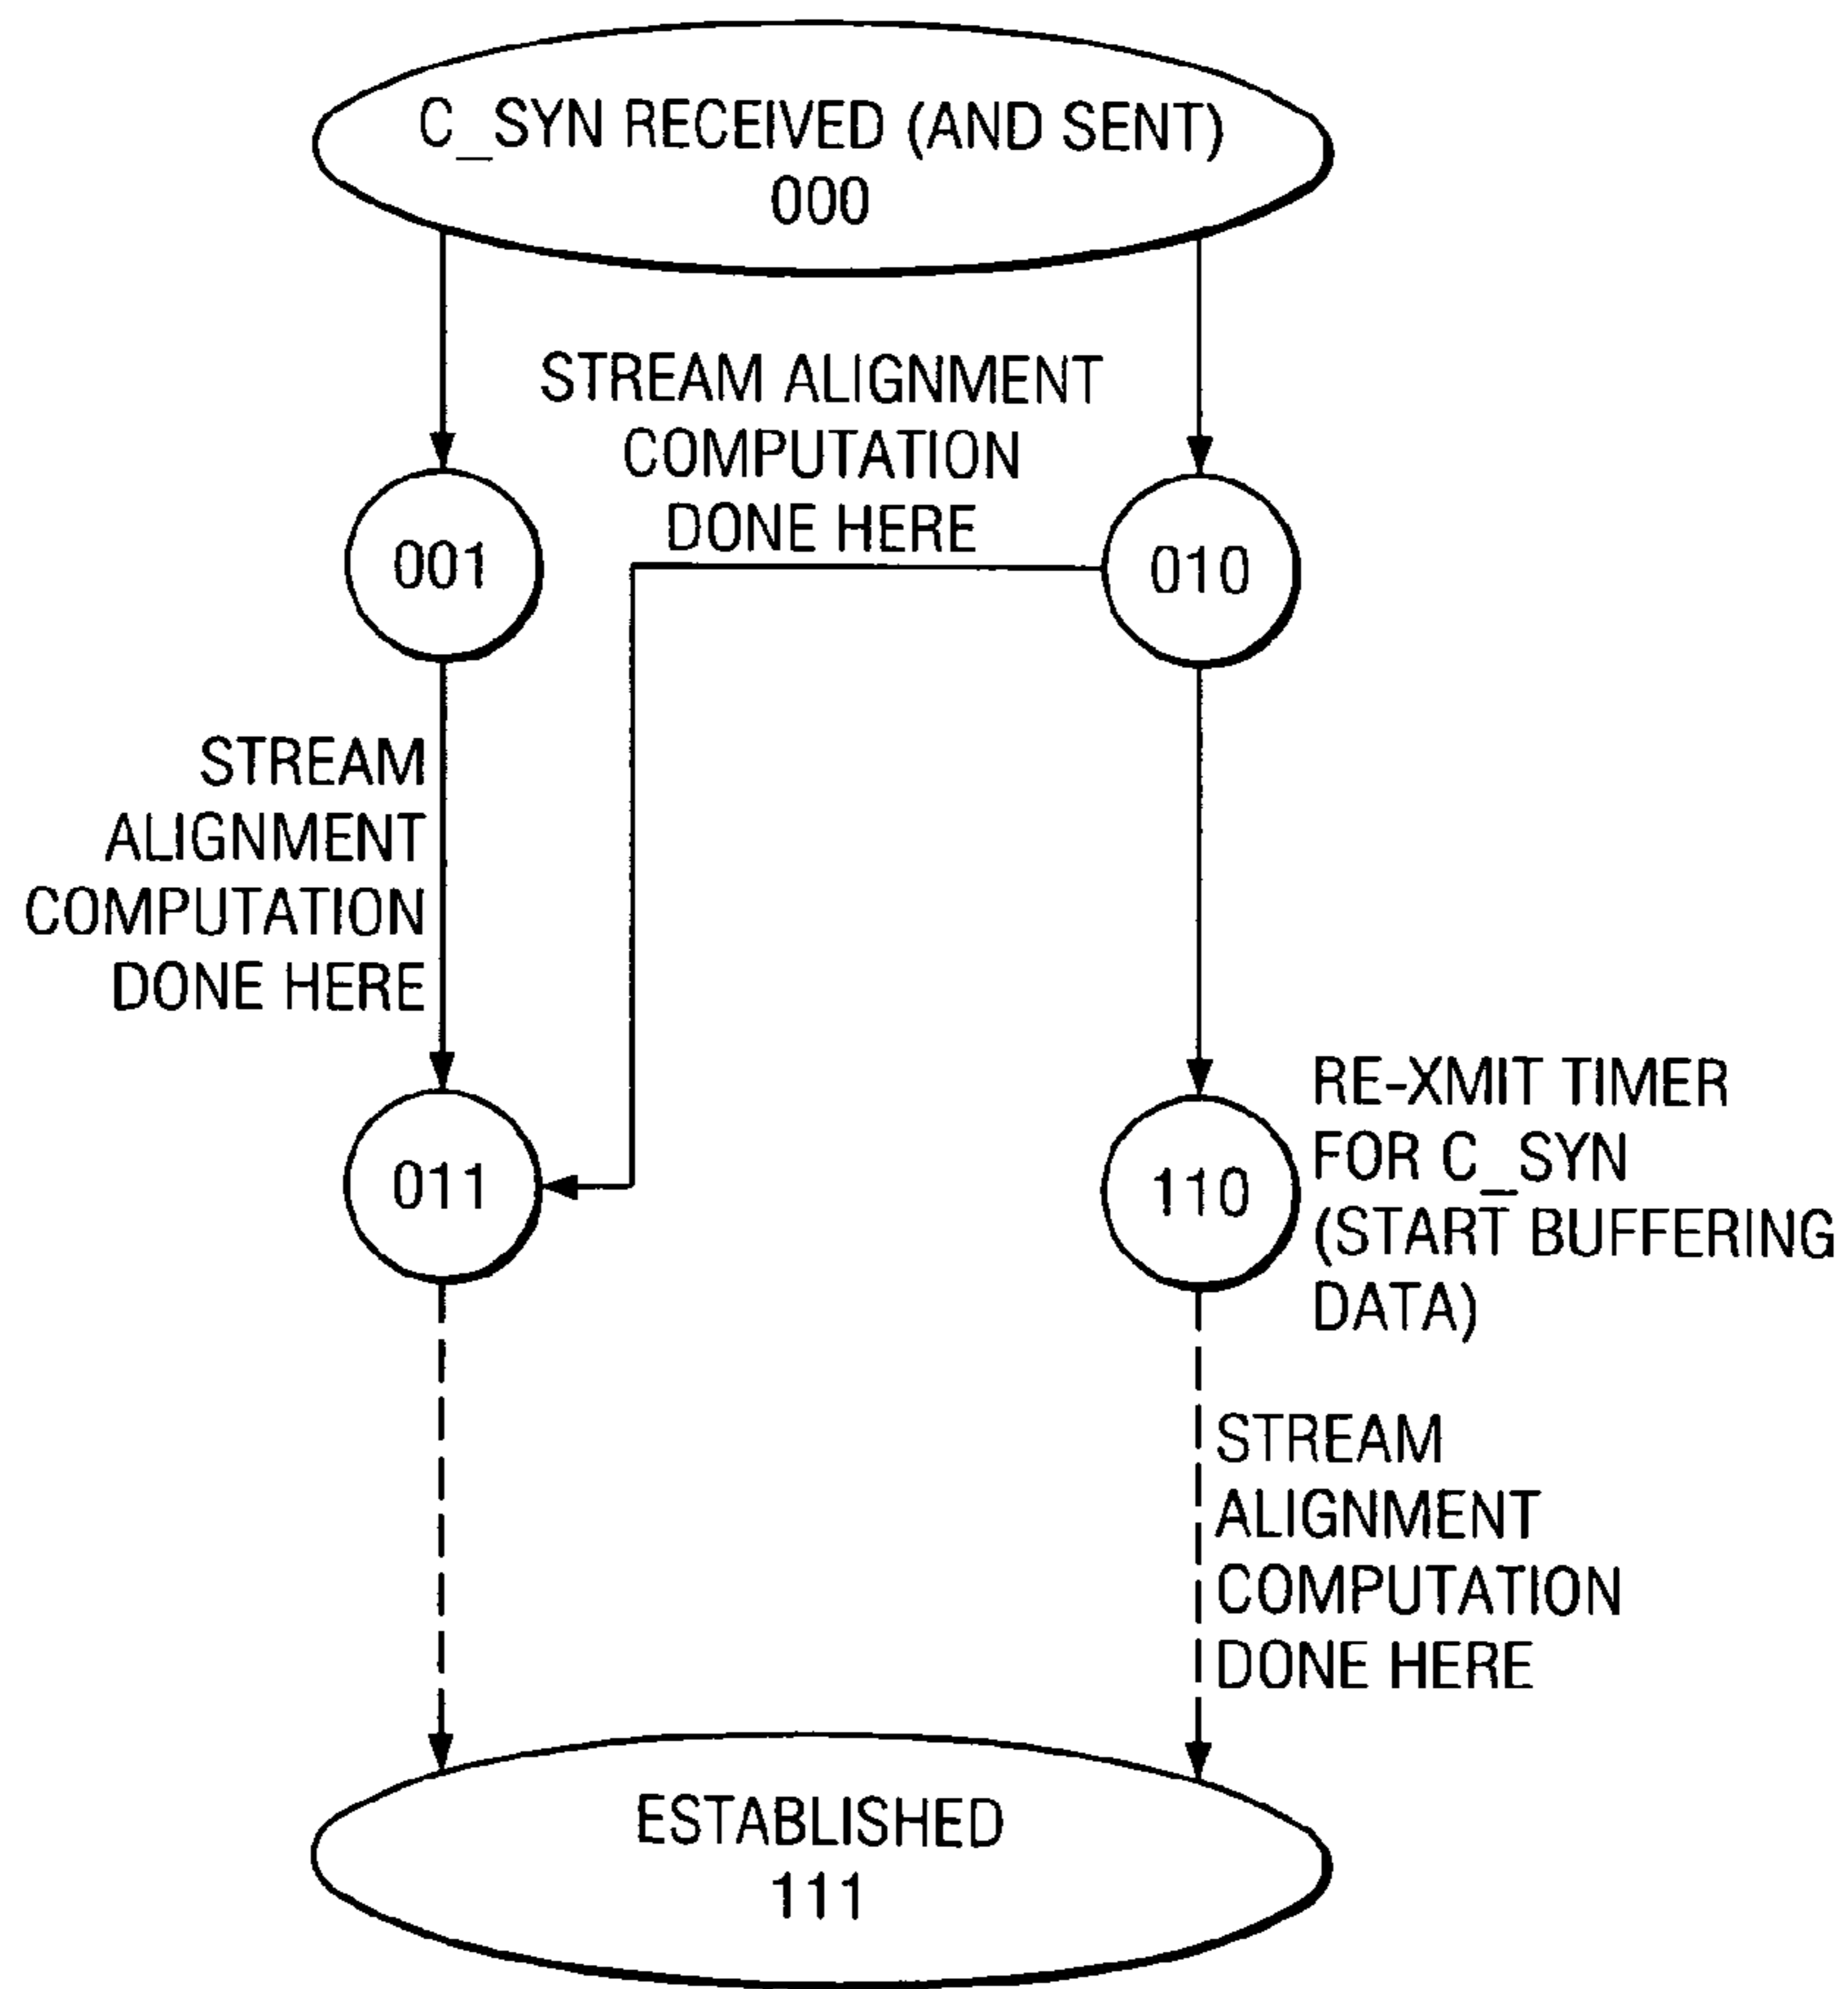 C_SYN RECEIVED (AND SENT)
000
STREAM ALIGNMENT
COMPUTATION
DONE HERE
001
010
STREAM
ALIGNMENT
COMPUTATION
DONE HERE
011
110
RE-XMIT TIMER
FOR C_SYN
(START BUFFERING
DATA)
STREAM
ALIGNMENT
COMPUTATION
DONE HERE
ESTABLISHED
111